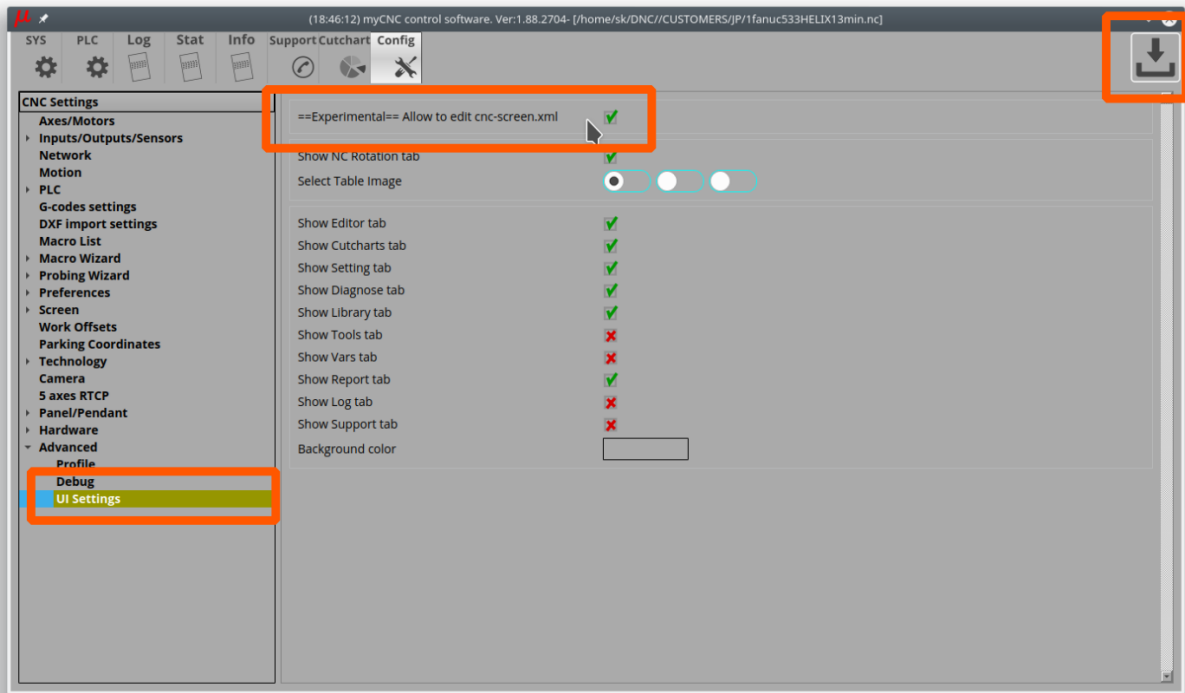 (18:46:12) myCNC control software. Ver:1.88.2704- [/home/sk/DNC//CUSTOMERS/JP/1fanuc533HELIX13min.nc]
SYS PLC Log Stat Info Support Cutchart Config
CNC Settings
Axes/Motors
Inputs/Outputs/Sensors
Network
Motion
PLC
G-codes settings
DXF import settings
Macro List
Macro Wizard
Probing Wizard
Preferences
Screen
Work Offsets
Parking Coordinates
Technology
Camera
5 axes RTCP
Panel/Pendant
Hardware
Advanced
Profile
Debug
UI Settings
==Experimental== Allow to edit cnc-screen.xml
Show NC Rotation tab
Select Table Image
Show Editor tab
Show Cutcharts tab
Show Setting tab
Show Diagnose tab
Show Library tab
Show Tools tab
Show Vars tab
Show Report tab
Show Log tab
Show Support tab
Background color